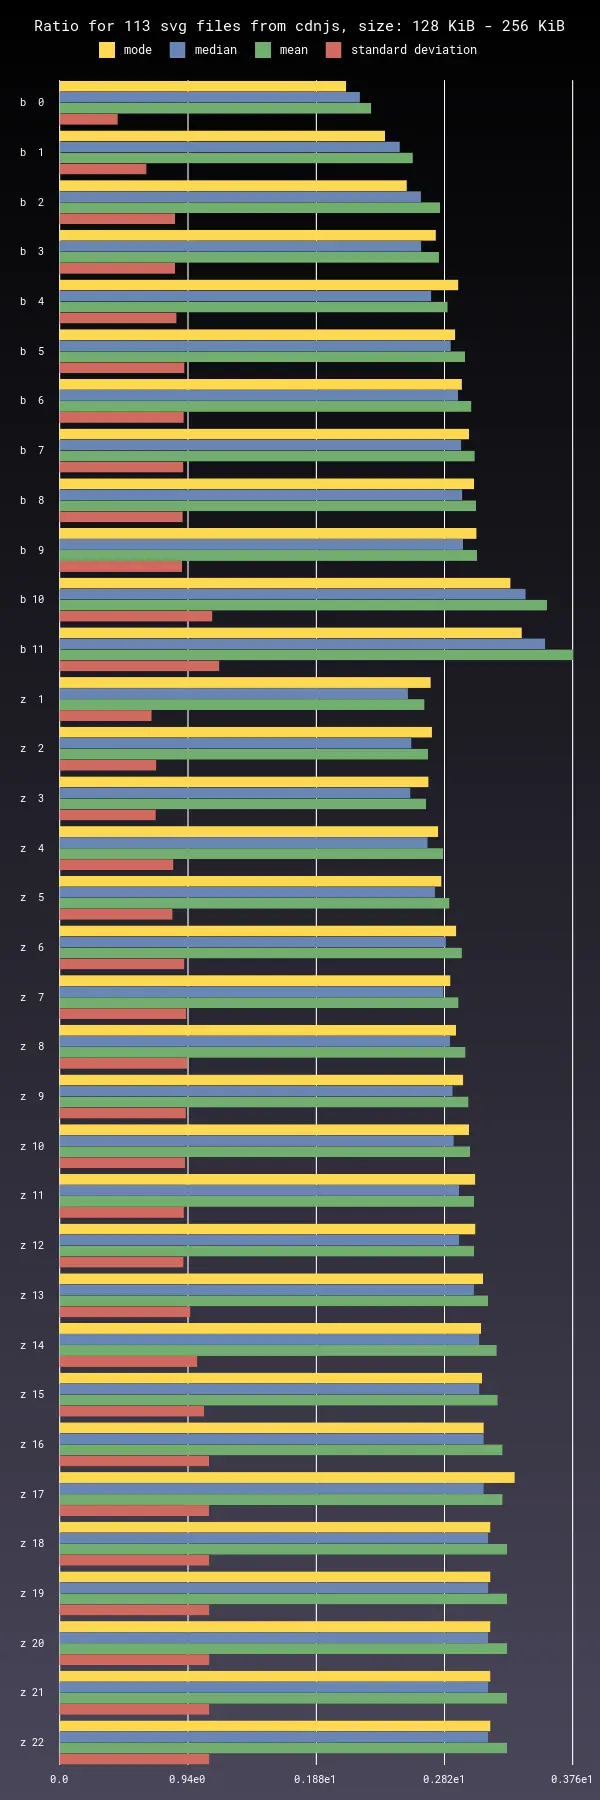 Ratio for 113 svg files from cdnjs, size: 128 KiB - 256 KiB
mode median mean standard deviation
b 0
b 1
b 2
b 3
b 4
b 5
b 6
b 7
b 8
b 9
b 10
b 11
z 1
z 2
z 3
z 4
z 5
z 6
z 7
z 8
z 9
z 10
z 11
z 12
z 13
z 14
z 15
z 16
z 17
z 18
z 19
z 20
z 21
z 22
0.0 0.94e0 0.188e1 0.282e1 0.376e1